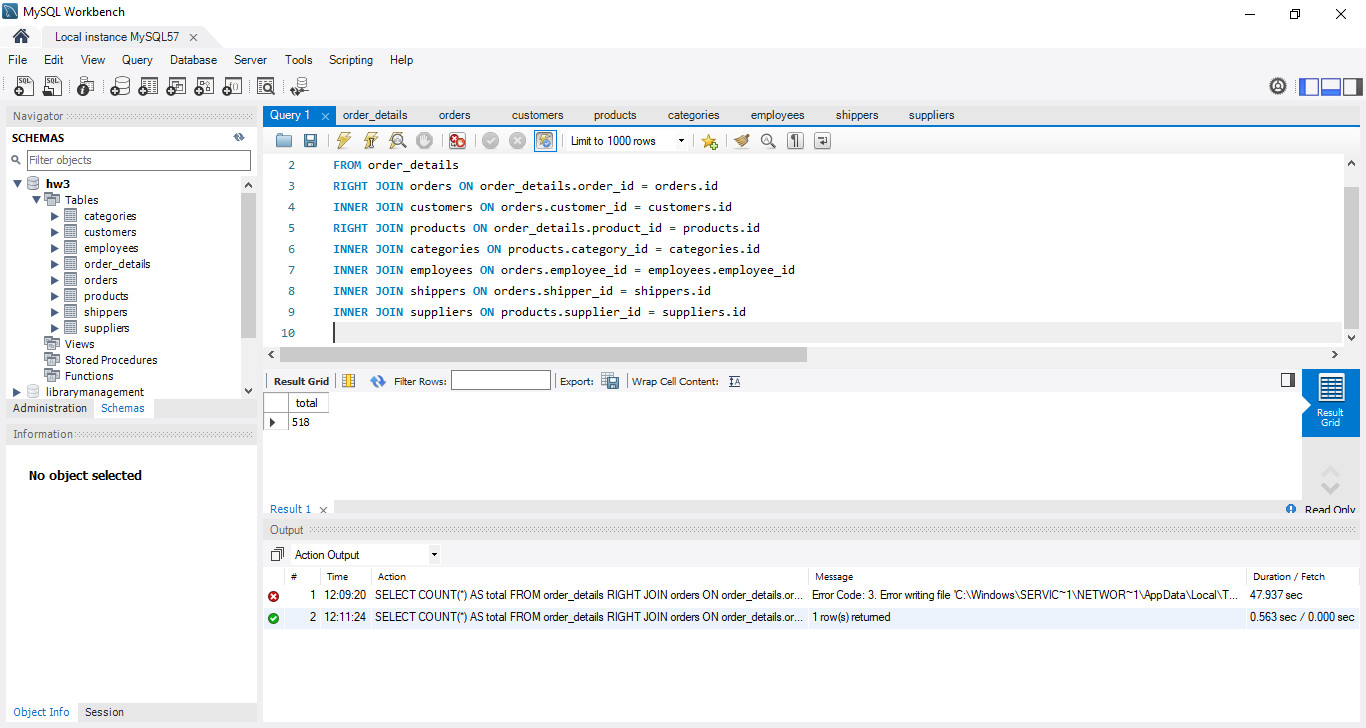 MySQL Workbench
Local instance MySQL57
File Edit View Query Database Server Tools Scripting Help
Navigator
SCHEMAS
Filter objects
hw3
Tables
categories
customers
employees
order_details
orders
products
shippers
suppliers
Views
Stored Procedures
Functions
librarymanagement
Administration Schemas
Information
No object selected
Object Info Session
Query 1 order_details orders customers products categories employees shippers suppliers
Limit to 1000 rows
2 FROM order_details
3 RIGHT JOIN orders ON order_details.order_id = orders.id
4 INNER JOIN customers ON orders.customer_id = customers.id
5 RIGHT JOIN products ON order_details.product_id = products.id
6 INNER JOIN categories ON products.category_id = categories.id
7 INNER JOIN employees ON orders.employee_id = employees.employee_id
8 INNER JOIN shippers ON orders.shipper_id = shippers.id
9 INNER JOIN suppliers ON products.supplier_id = suppliers.id
10
Result Grid Filter Rows: Export: Wrap Cell Content:
total
518
Result
Grid
Result 1
Read Only
Output
Action Output
# Time Action Message Duration / Fetch
1 12:09:20 SELECT COUNT(*) AS total FROM order_details RIGHT JOIN orders ON order_details.or... Error Code: 3. Error writing file 'C:\Windows\SERVIC~1\NETWOR~1\AppData\Local\T... 47.937 sec
2 12:11:24 SELECT COUNT(*) AS total FROM order_details RIGHT JOIN orders ON order_details.or... 1 row(s) returned 0.563 sec / 0.000 sec